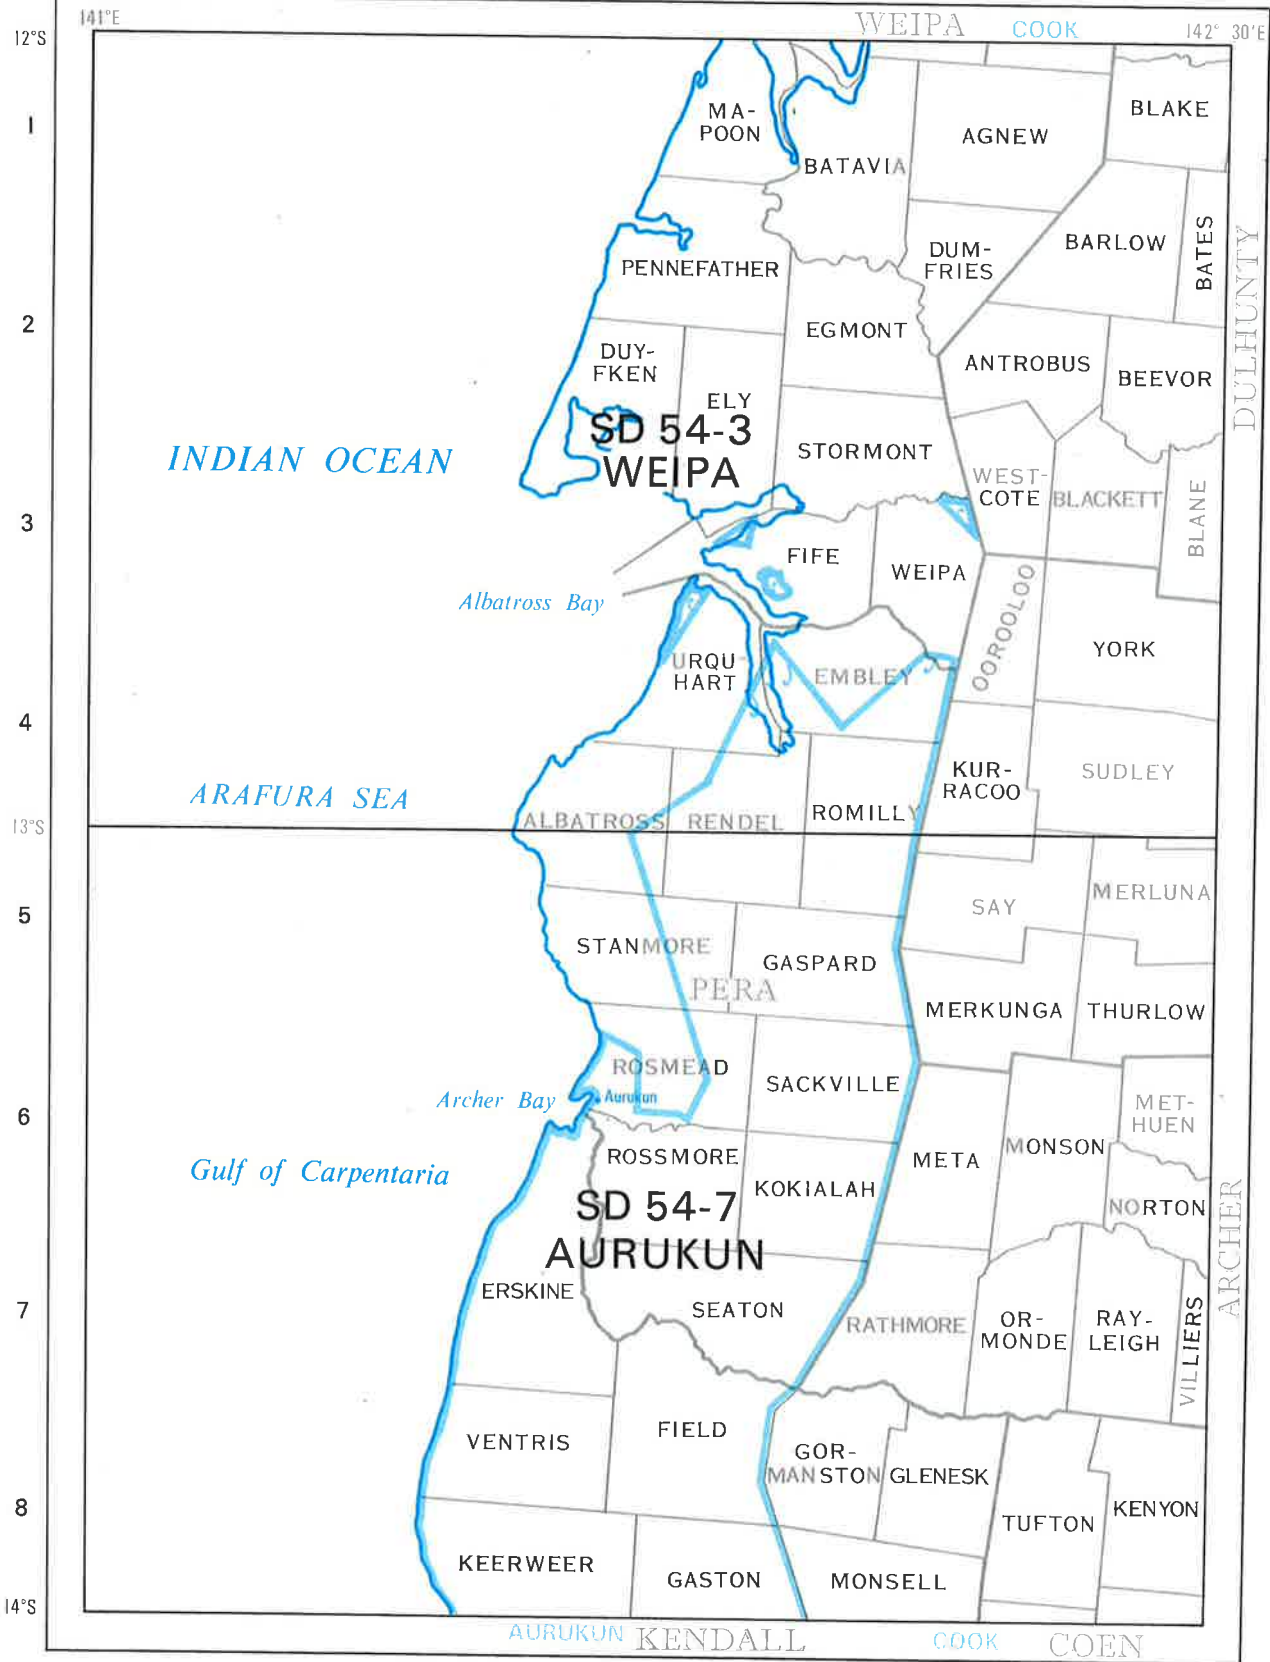 141°E
WEIPA
COOK
142° 30'E
12°S
1
MA-
POON
BATAVIA
AGNEW
BLAKE
PENNEFATHER
DUM-
FRIES
BARLOW
BATES
DULHUNTY
2
DUY-
FKEN
EGMONT
ANTROBUS
BEEVOR
ELY
SD 54-3
WEIPA
INDIAN OCEAN
STORMONT
WEST-
COTE
BLACKETT
BLANE
3
FIFE
WEIPA
Albatross Bay
OOROOLOO
YORK
URQU-
HART
EMBLEY
4
KUR-
RACOO
SUDLEY
ARAFURA SEA
13°S
ALBATROSS
RENDEL
ROMILLY
5
SAY
MERLUNA
STANMORE
GASPARD
PERA
MERKUNGA
THURLOW
ROSMEAD
SACKVILLE
Archer Bay
Aurukun
6
MET-
HUEN
ROSSMORE
META
MONSON
Gulf of Carpentaria
KOKIALAH
NORTON
SD 54-7
AURUKUN
ARCHER
ERSKINE
7
SEATON
RATHMORE
OR-
MONDE
RAY-
LEIGH
VILLIERS
VENTRIS
FIELD
GOR-
MANSTON
GLENESK
8
TUFTON
KENYON
KEERWEER
GASTON
MONSELL
14°S
AURUKUN
KENDALL
COOK
COEN